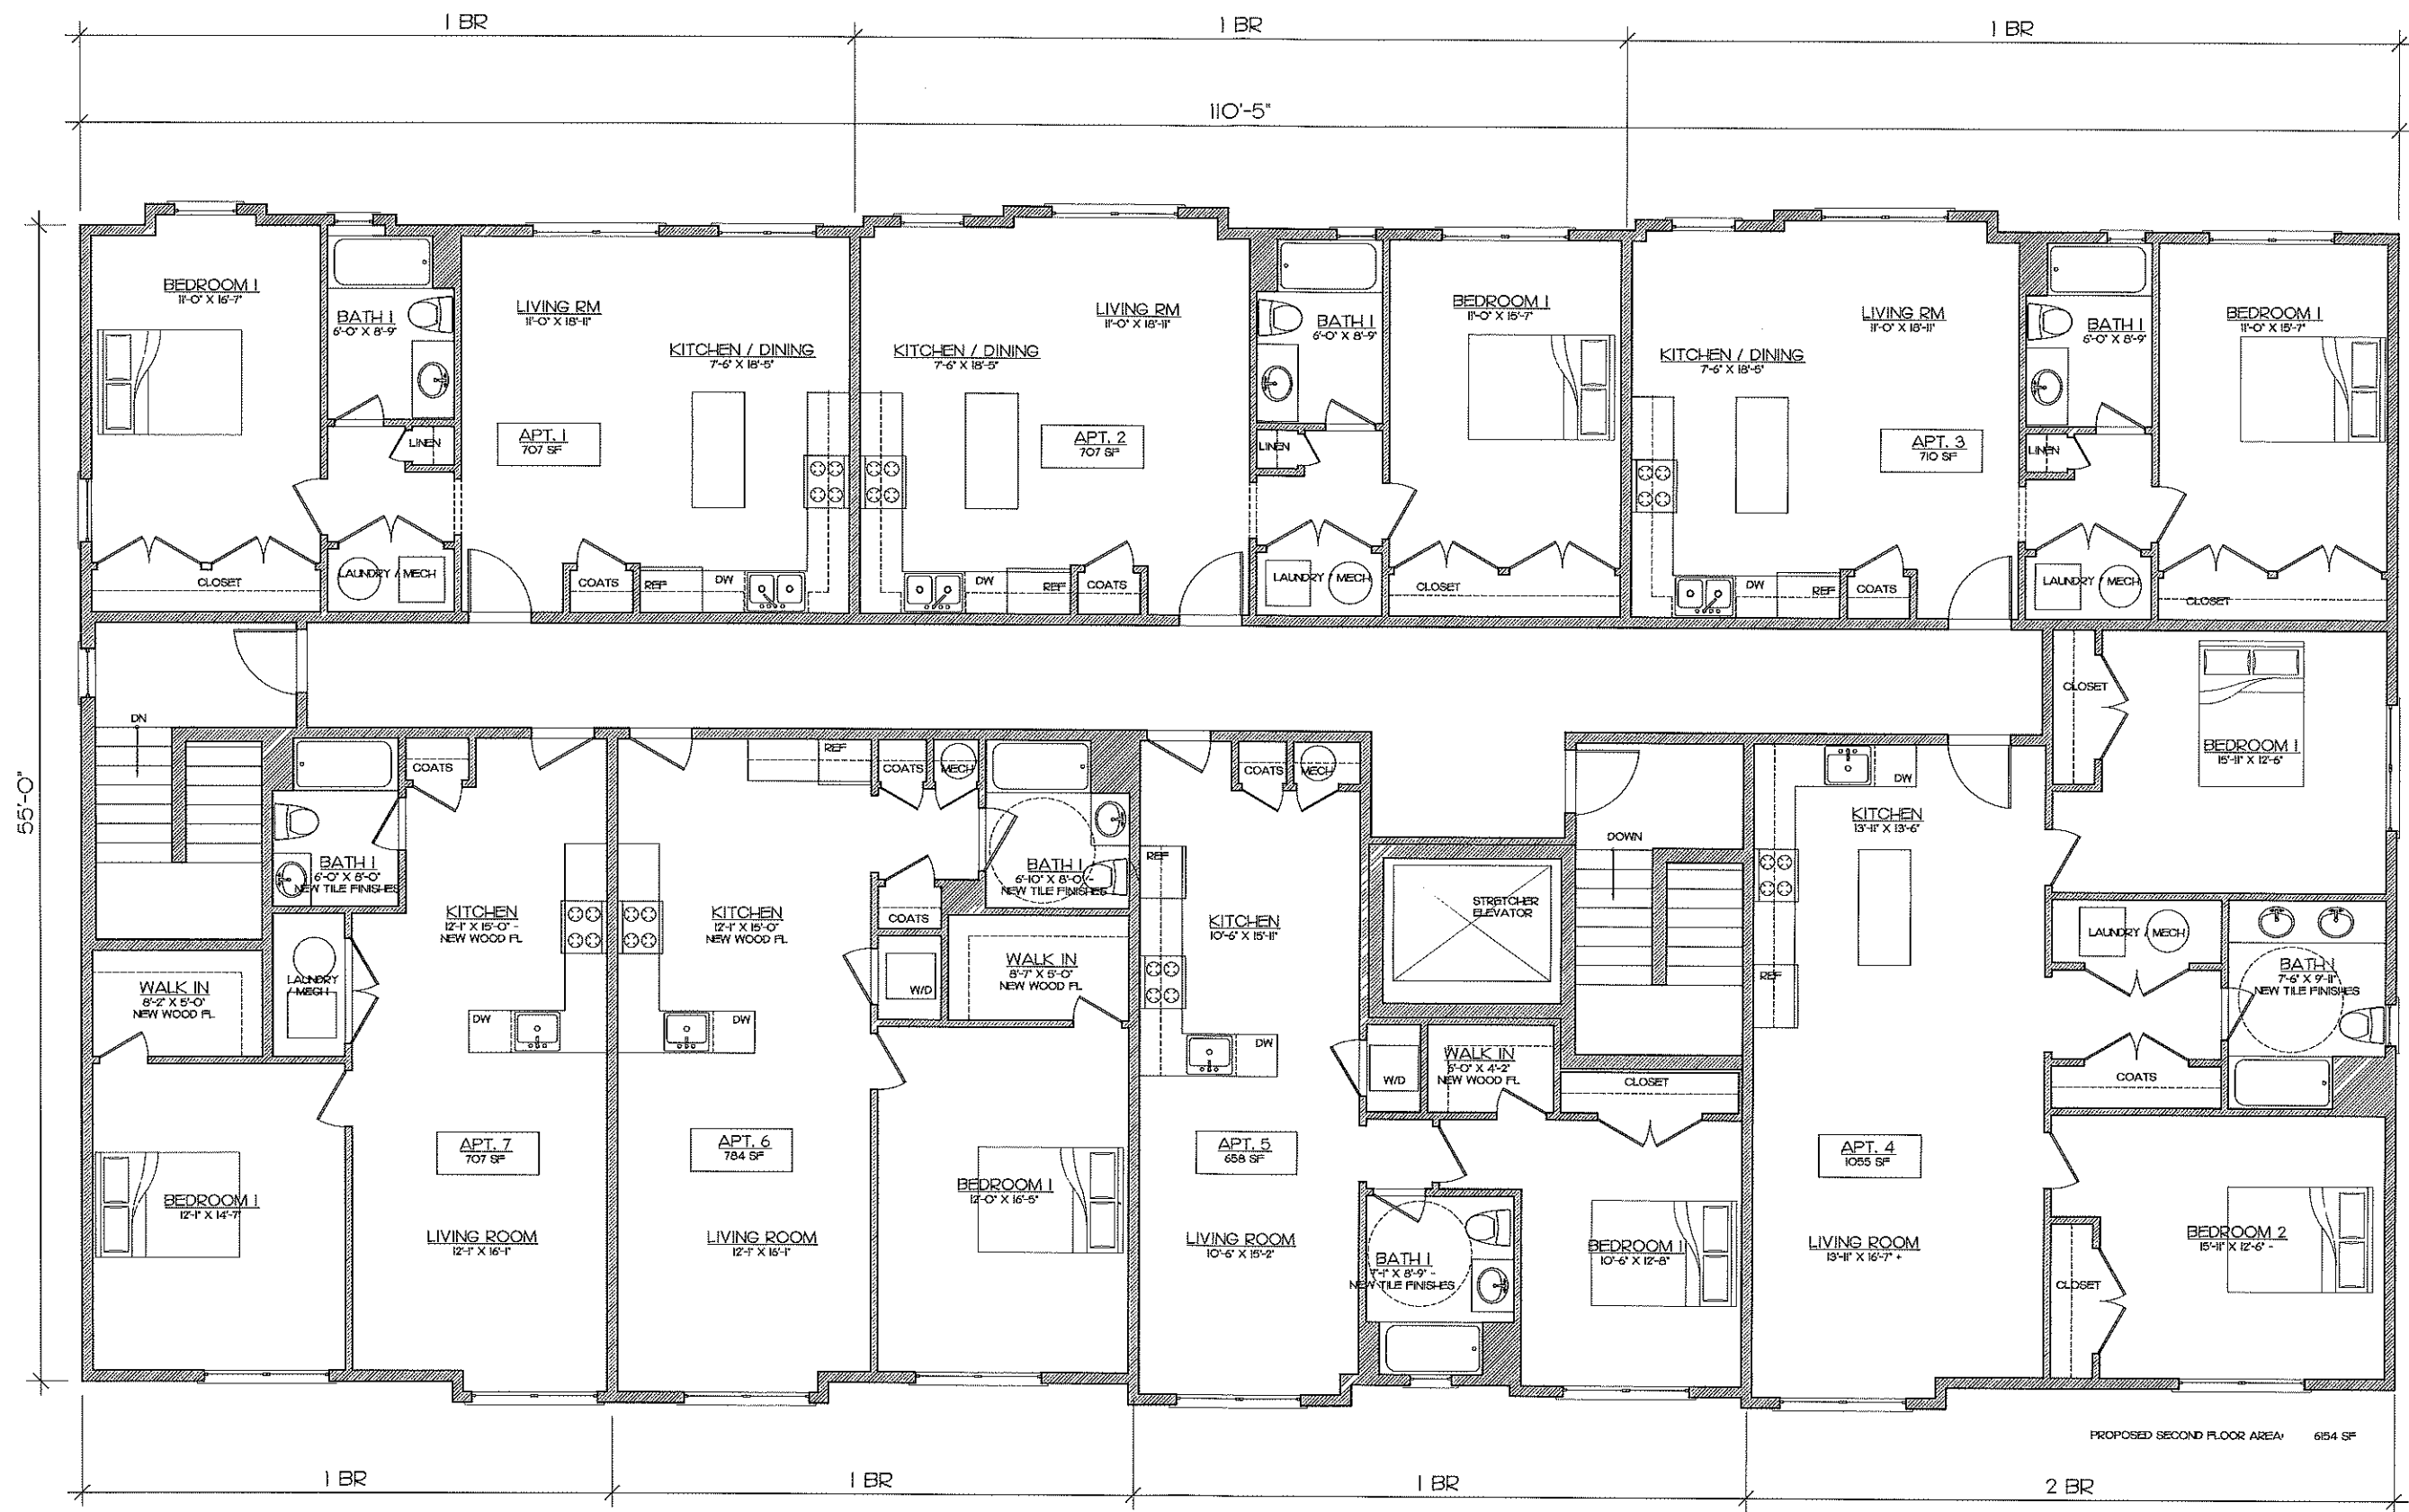 1 BR
1 BR
1 BR
110'-5"
55'-0"
BEDROOM 1
11'-0" X 16'-7"
BATH 1
6'-0" X 8'-9"
LINEN
LAUNDRY / MECH
CLOSET
LIVING RM
11'-0" X 18'-11"
KITCHEN / DINING
7'-6" X 18'-5"
APT. 1
707 SF
COATS
REF
DW
KITCHEN / DINING
7'-6" X 18'-5"
LIVING RM
11'-0" X 18'-11"
APT. 2
707 SF
DW
REF
COATS
BATH 1
6'-0" X 8'-9"
LINEN
LAUNDRY / MECH
BEDROOM 1
11'-0" X 15'-7"
CLOSET
KITCHEN / DINING
7'-6" X 18'-5"
LIVING RM
11'-0" X 18'-11"
APT. 3
710 SF
DW
REF
COATS
BATH 1
6'-0" X 8'-9"
LINEN
LAUNDRY / MECH
BEDROOM 1
11'-0" X 15'-7"
CLOSET
DN
COATS
BATH 1
6'-0" X 8'-0"
NEW TILE FINISHES
KITCHEN
12'-1" X 15'-0" -
NEW WOOD FL
LAUNDRY
/ MECH
WALK IN
8'-2" X 5'-0"
NEW WOOD FL
DW
APT. 7
707 SF
BEDROOM 1
12'-1" X 14'-7"
LIVING ROOM
12'-1" X 16'-1"
REF
COATS
MECH
BATH 1
6'-10" X 8'-0" -
NEW TILE FINISHES
KITCHEN
12'-1" X 15'-0"
NEW WOOD FL
COATS
WALK IN
8'-7" X 5'-0"
NEW WOOD FL
W/D
DW
APT. 6
784 SF
BEDROOM 1
12'-0" X 16'-5"
LIVING ROOM
12'-1" X 16'-1"
COATS
MECH
REF
KITCHEN
10'-6" X 15'-11"
DW
W/D
WALK IN
6'-0" X 4'-2"
NEW WOOD FL
CLOSET
APT. 5
658 SF
LIVING ROOM
10'-6" X 15'-2"
BATH 1
7'-1" X 8'-9" -
NEW TILE FINISHES
BEDROOM 1
10'-6" X 12'-8"
STRETCHER
ELEVATOR
DOWN
DW
KITCHEN
13'-11" X 13'-6"
REF
APT. 4
1055 SF
LIVING ROOM
13'-11" X 16'-7" +
CLOSET
BEDROOM 1
15'-11" X 12'-6"
LAUNDRY / MECH
BATH 1
7'-6" X 9'-11"
NEW TILE FINISHES
COATS
BEDROOM 2
15'-11" X 12'-6" -
CLOSET
PROPOSED SECOND FLOOR AREA: 6154 SF
1 BR
1 BR
1 BR
2 BR